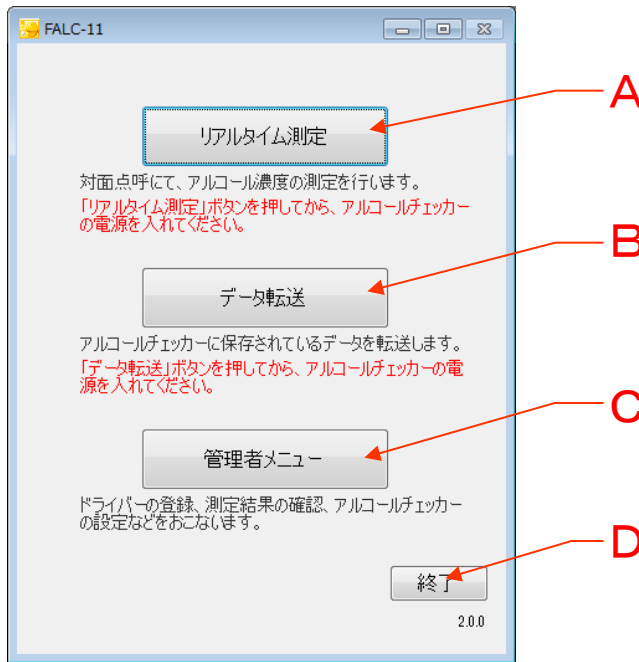 FALC-11
A
リアルタイム測定
対面点呼にて、アルコール濃度の測定を行います。
「リアルタイム測定」ボタンを押してから、アルコールチェッカー
の電源を入れてください。
B
データ転送
アルコールチェッカーに保存されているデータを転送します。
「データ転送」ボタンを押してから、アルコールチェッカーの電
源を入れてください。
C
管理者メニュー
ドライバーの登録、測定結果の確認、アルコールチェッカー
の設定などをおこないます。
D
終了
2.0.0